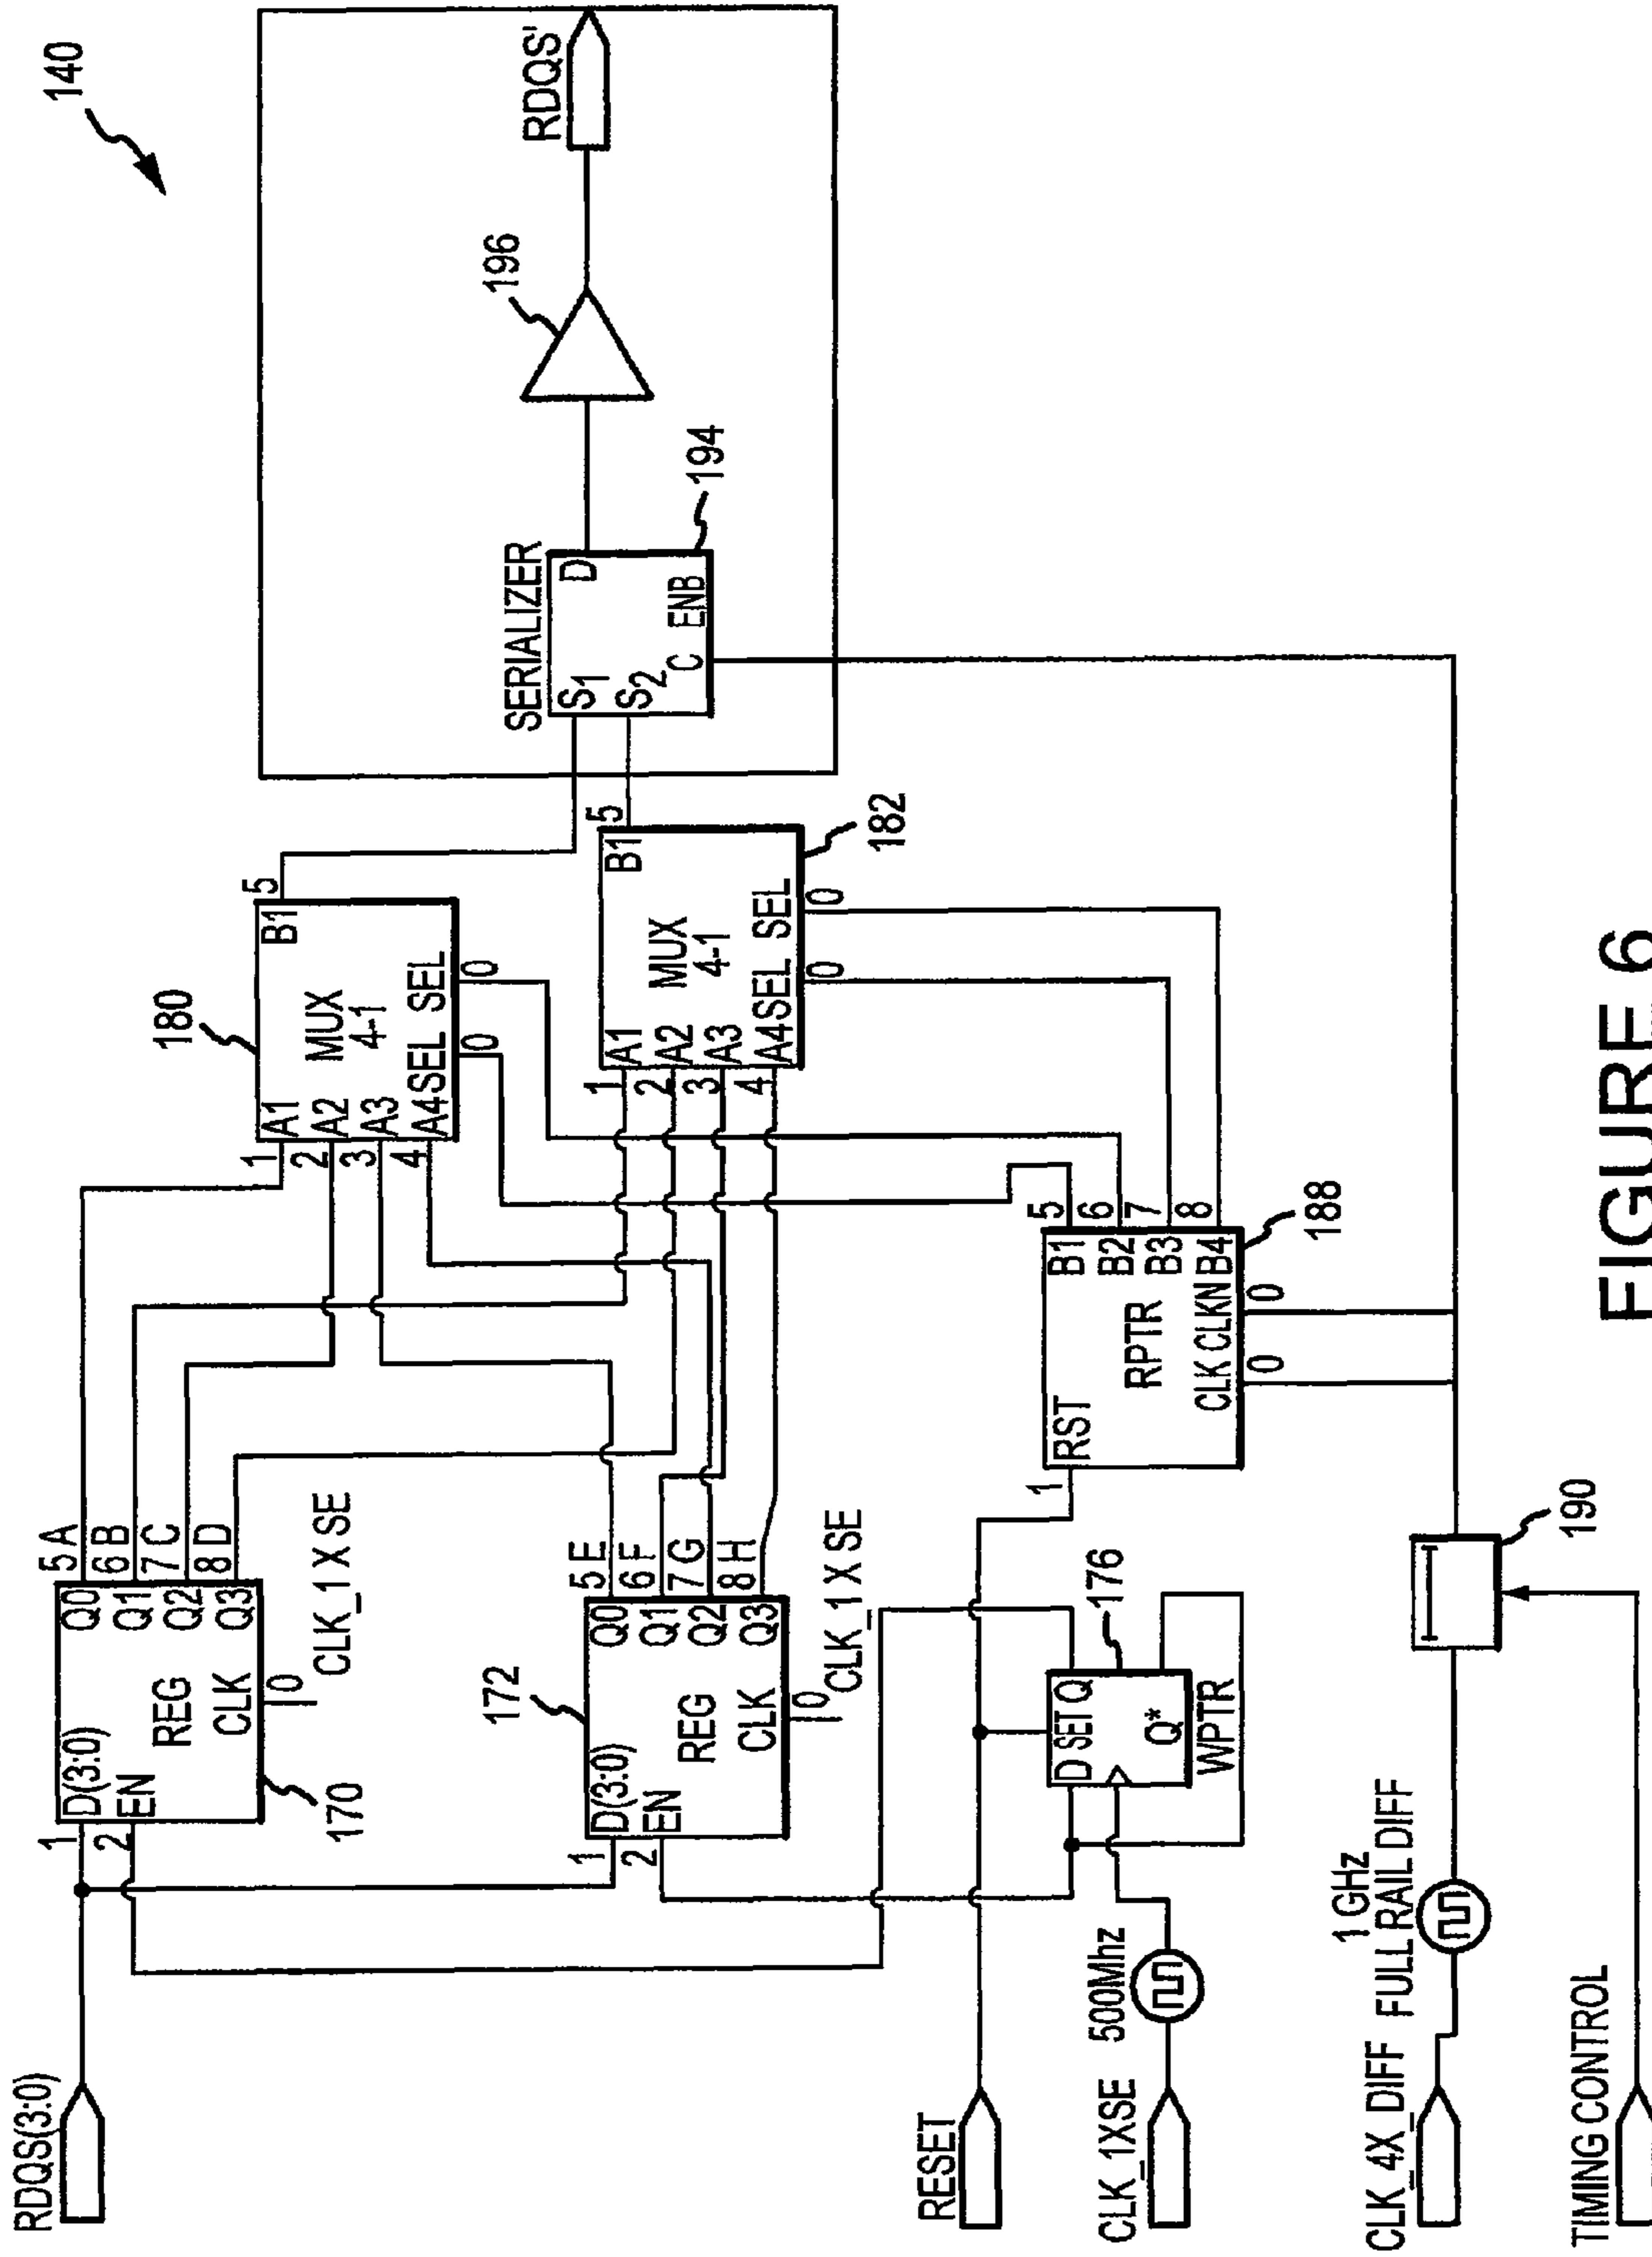 140
RDQS(3:0)
1
2
D(3:0)
EN
REG
CLK
0
CLK_1 X SE
170
Q0
Q1
Q2
Q3
5 A
6 B
7 C
8 D
1
2
D(3:0)
EN
REG
CLK
0
CLK_1 X SE
172
Q0
Q1
Q2
Q3
5 E
6 F
7 G
8 H
180
1
2
3
4
A1
A2
A3
A4
SEL SEL
MUX
4-1
B1
5
0
0
1
2
3
4
A1
A2
A3
A4
SEL SEL
MUX
4-1
B1
5
0
0
182
SERIALIZER
S1
S2
D
C ENB
194
196
RDQS'
RESET
CLK_1XSE
500Mhz
D SET Q
Q*
WPTR
176
1
RST
RPTR
CLK CLKN
0
0
B1
B2
B3
B4
5
6
7
8
188
CLK_4X_DIFF
1 GHz
FULL RAIL DIFF
190
TIMING CONTROL
FIGURE 6